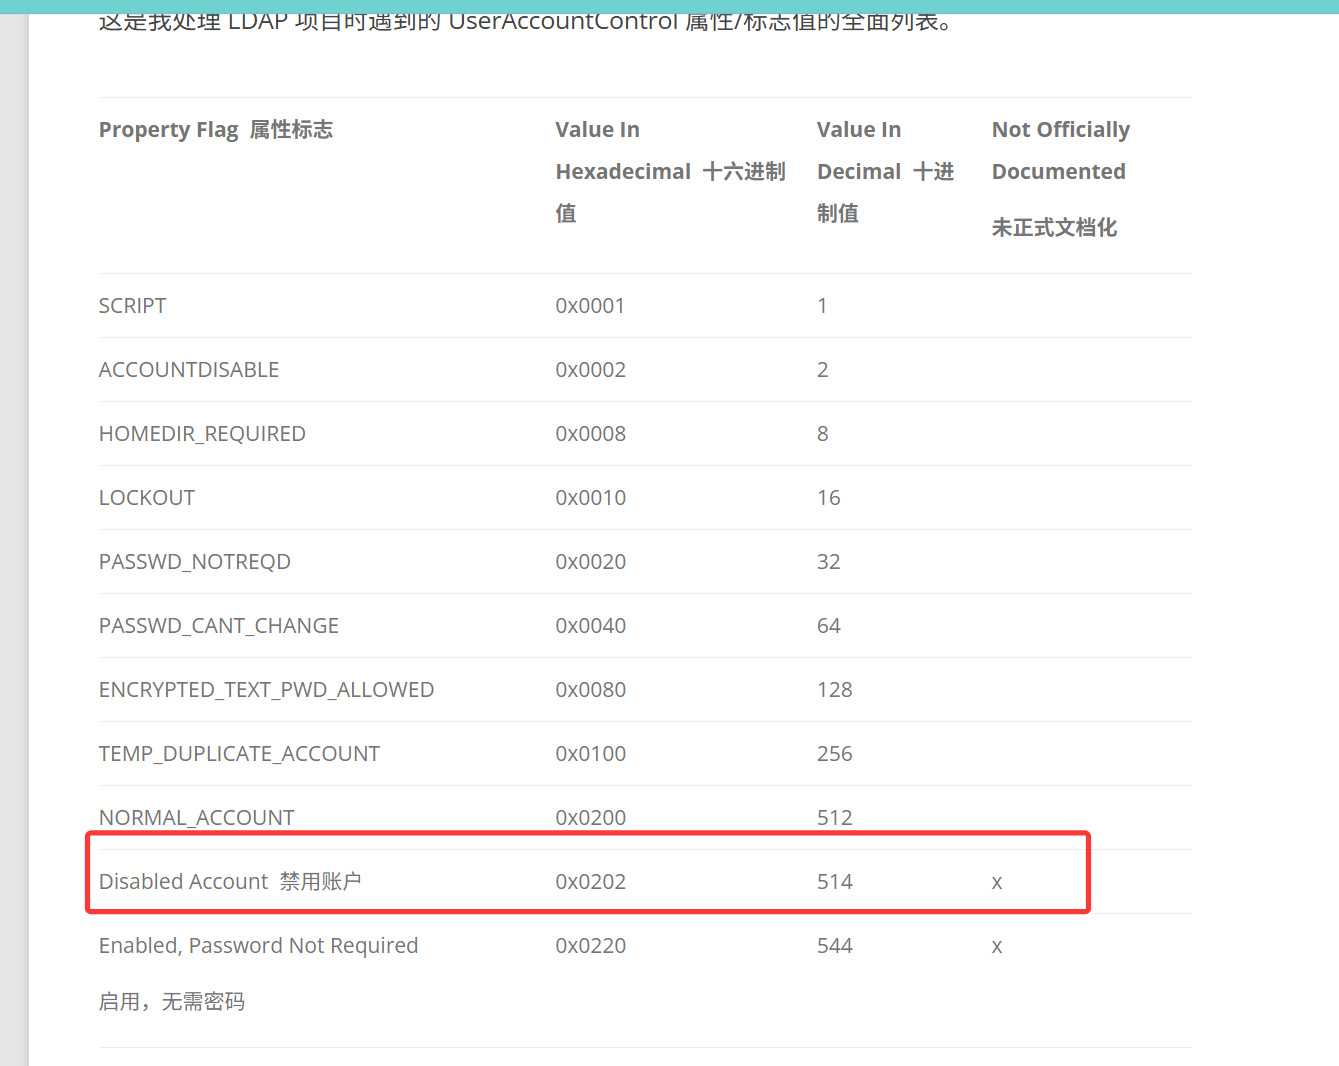 这是我处理 LDAP 项目时遇到的 UserAccountControl 属性/标志值的全面列表。
Property Flag 属性标志
Value In
Hexadecimal 十六进制
值
Value In
Decimal 十进
制值
Not Officially
Documented
未正式文档化
SCRIPT 0x0001 1
ACCOUNTDISABLE 0x0002 2
HOMEDIR_REQUIRED 0x0008 8
LOCKOUT 0x0010 16
PASSWD_NOTREQD 0x0020 32
PASSWD_CANT_CHANGE 0x0040 64
ENCRYPTED_TEXT_PWD_ALLOWED 0x0080 128
TEMP_DUPLICATE_ACCOUNT 0x0100 256
NORMAL_ACCOUNT 0x0200 512
Disabled Account 禁用账户 0x0202 514 x
Enabled, Password Not Required 0x0220 544 x
启用，无需密码